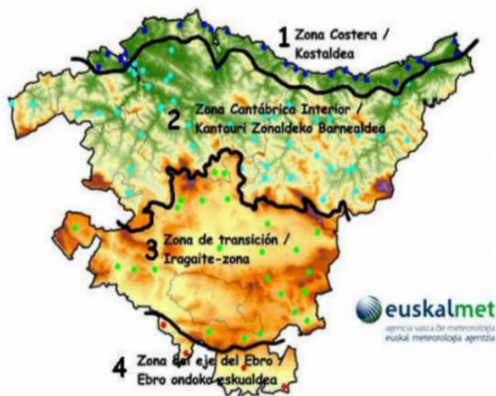 1 Zona Costera /
Kostaldea
2 Zona Cantábrica Interior /
Kantauri Zonaldeko Barnealdea
3 Zona de transición /
Iragaite-zona
euskalmet
agencia vasca de meteorología
euskal meteorologia agentzia
4 Zona del eje del Ebro /
Ebro ondoko eskualdea